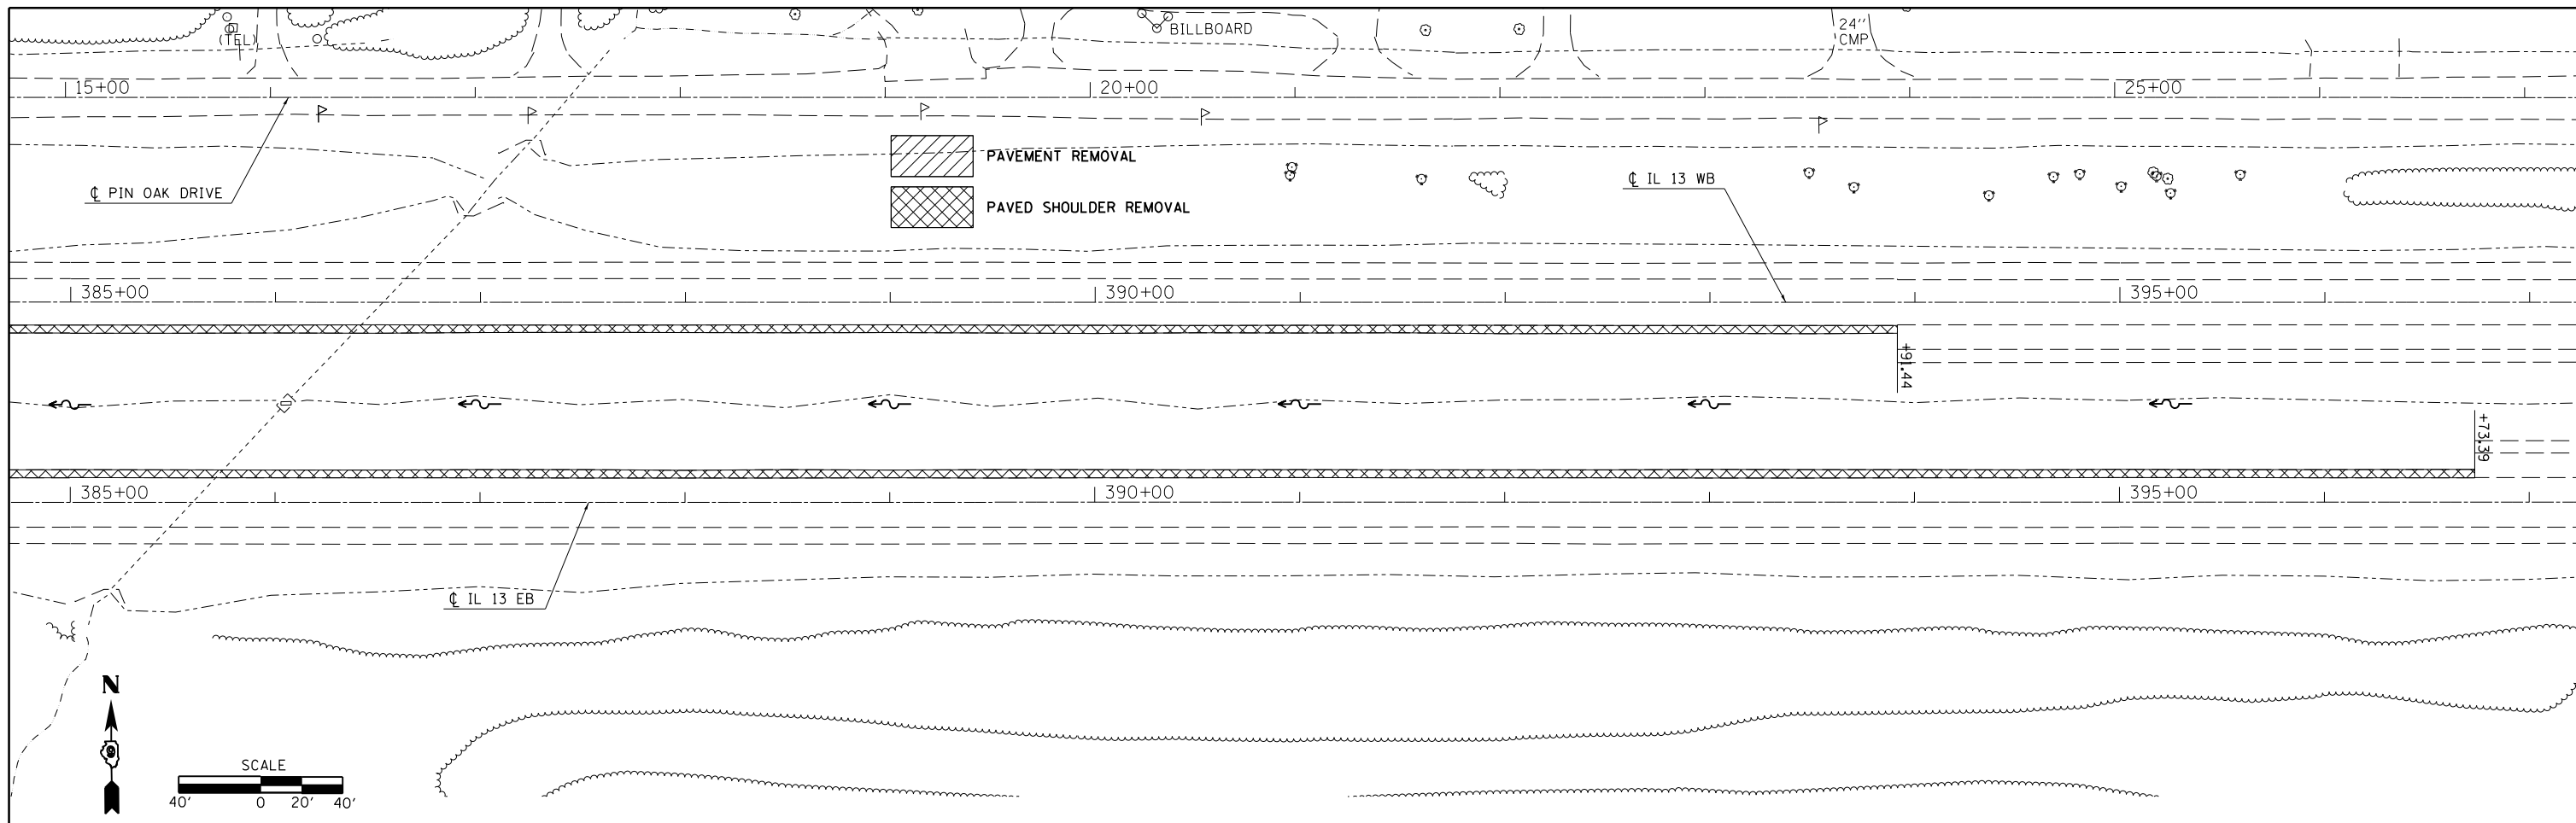 (TEL)
BILLBOARD
24''
CMP
15+00
20+00
25+00
PAVEMENT REMOVAL
℄ PIN OAK DRIVE
℄ IL 13 WB
PAVED SHOULDER REMOVAL
385+00
390+00
395+00
+91.44
+73.39
385+00
390+00
395+00
℄ IL 13 EB
N
SCALE
40' 0 20' 40'